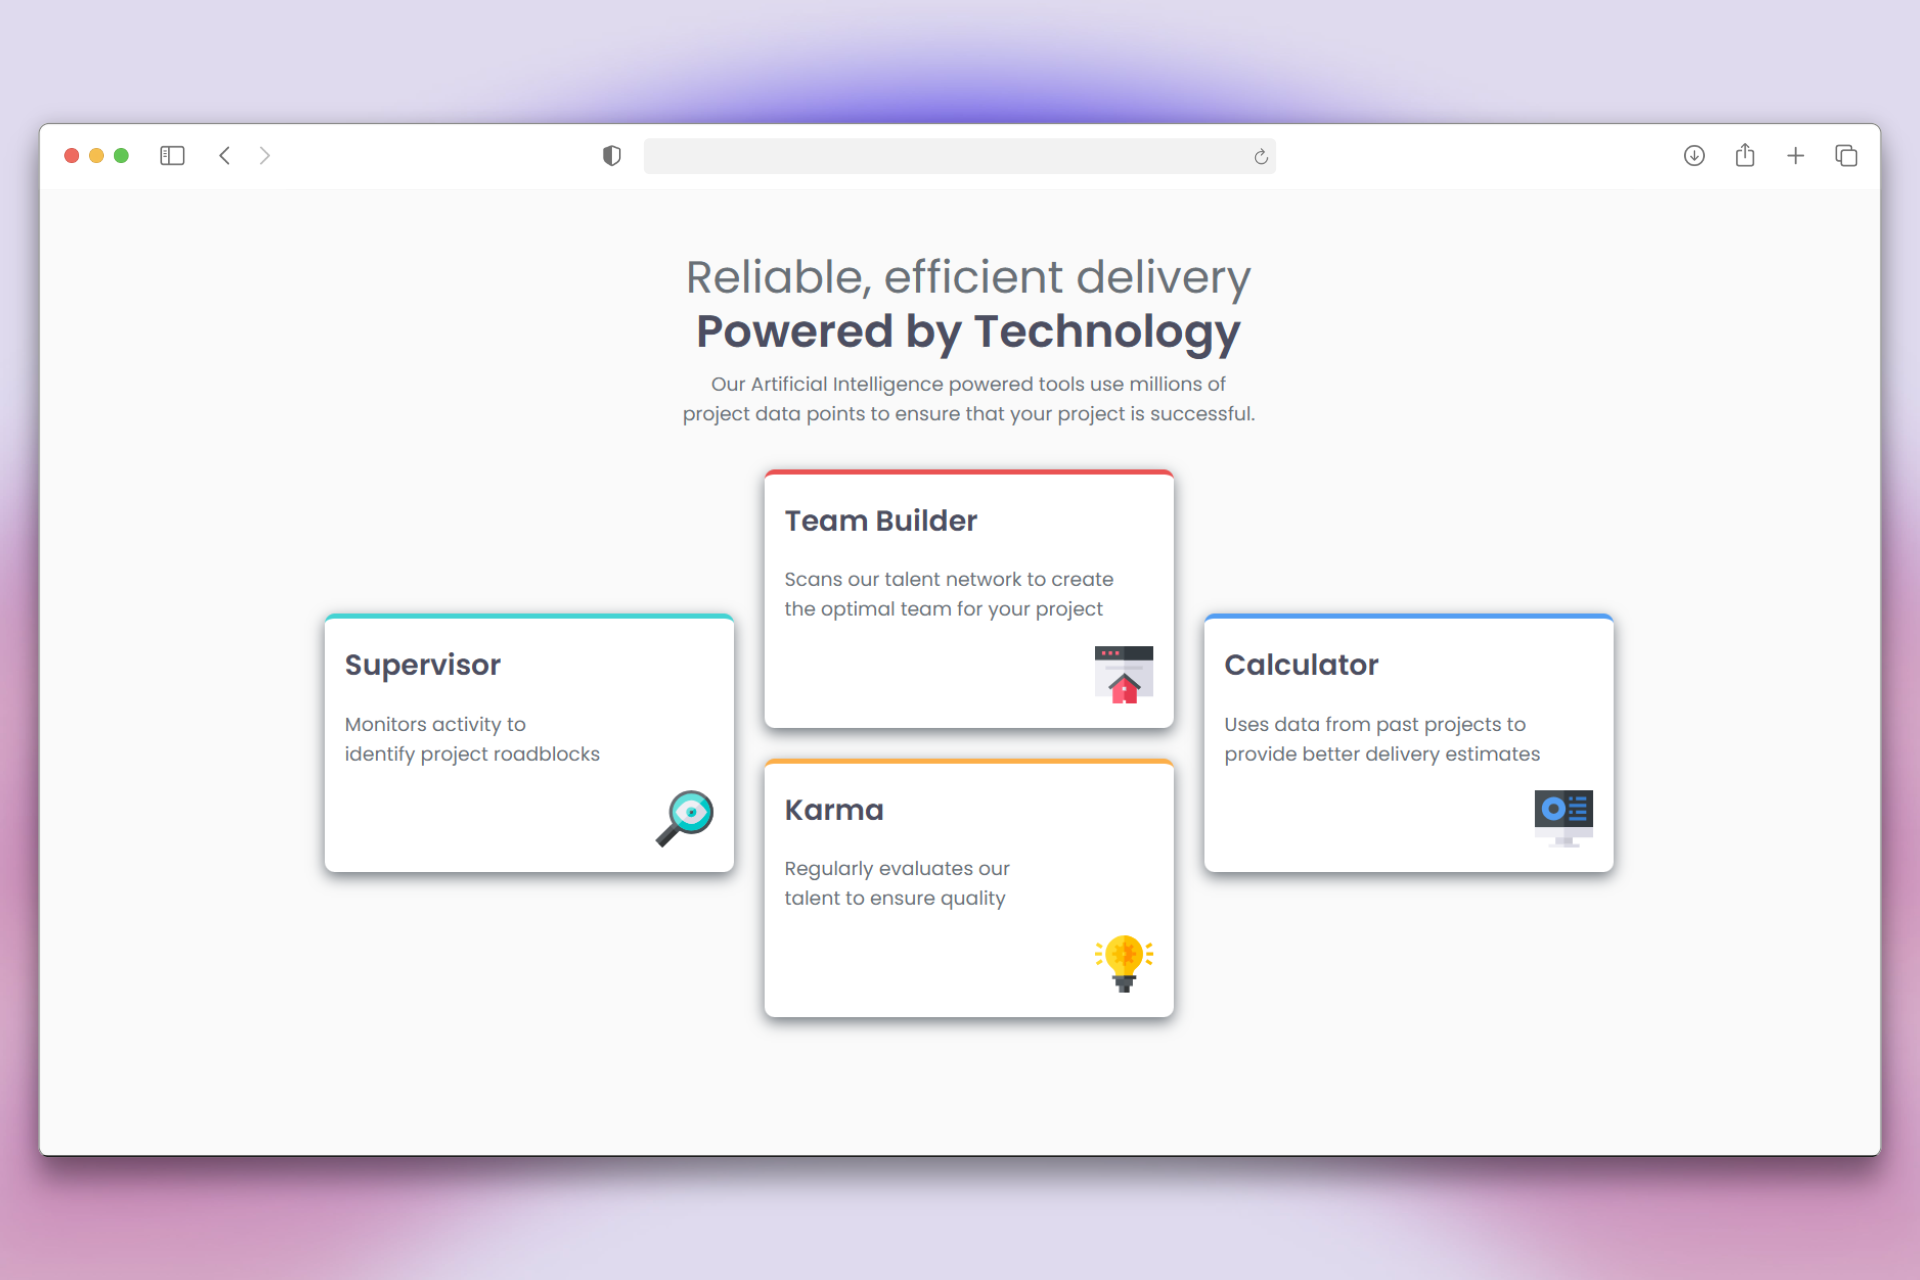 Reliable, efficient delivery
Powered by Technology
Our Artificial Intelligence powered tools use millions of
project data points to ensure that your project is successful.
Team Builder
Scans our talent network to create
the optimal team for your project
Supervisor
Monitors activity to
identify project roadblocks
Calculator
Uses data from past projects to
provide better delivery estimates
Karma
Regularly evaluates our
talent to ensure quality